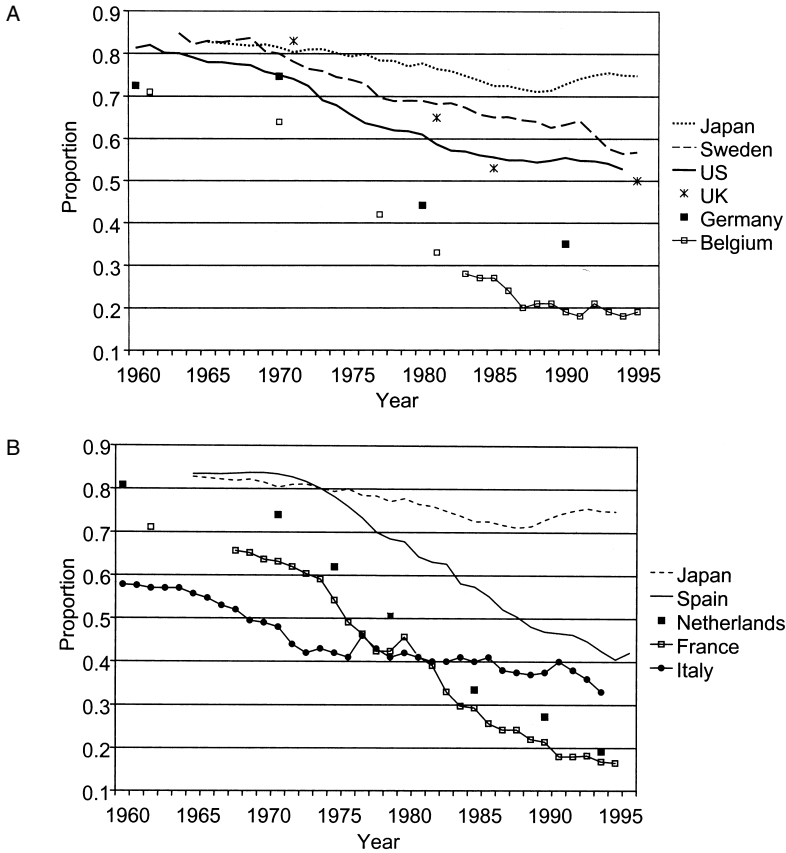 A
0.9
0.8
0.7
0.6
0.5
0.4
0.3
0.2
0.1
Proportion
1960 1965 1970 1975 1980 1985 1990 1995
Year
Japan
Sweden
US
UK
Germany
Belgium
B
0.9
0.8
0.7
0.6
0.5
0.4
0.3
0.2
0.1
Proportion
1960 1965 1970 1975 1980 1985 1990 1995
Year
Japan
Spain
Netherlands
France
Italy